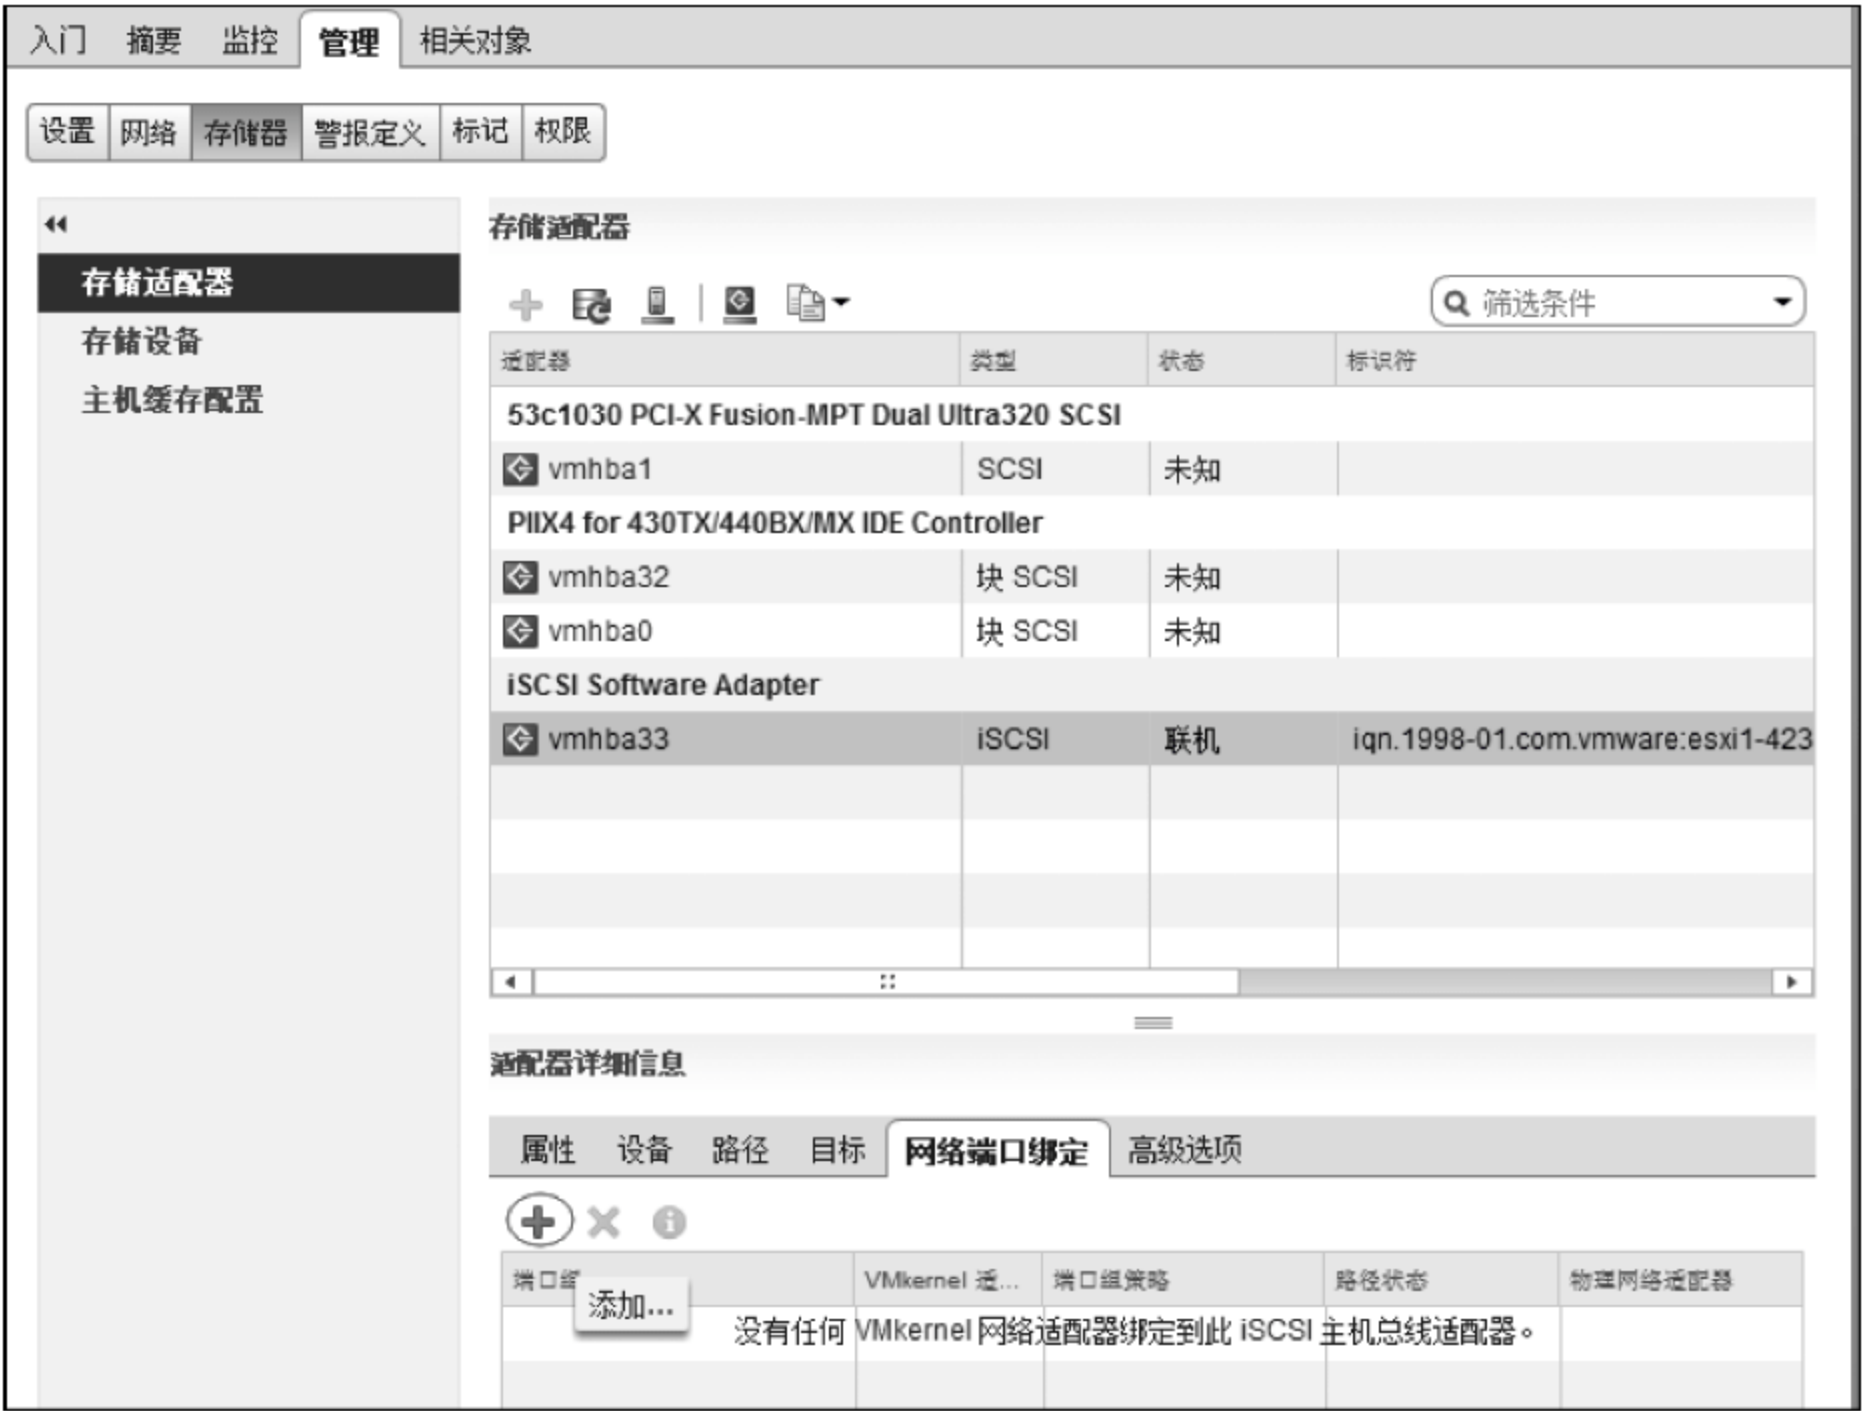 入门 摘要 监控 管理 相关对象
设置 网络 存储器 警报定义 标记 权限
存储适配器
存储设备
主机缓存配置
存储适配器
筛选条件
适配器 类型 状态 标识符
53c1030 PCI-X Fusion-MPT Dual Ultra320 SCSI
vmhba1 SCSI 未知
PIIX4 for 430TX/440BX/MX IDE Controller
vmhba32 块 SCSI 未知
vmhba0 块 SCSI 未知
iSCSI Software Adapter
vmhba33 iSCSI 联机 iqn.1998-01.com.vmware:esxi1-423
适配器详细信息
属性 设备 路径 目标 网络端口绑定 高级选项
端口组 VMkernel 适... 端口组策略 路径状态 物理网络适配器
添加...
没有任何 VMkernel 网络适配器绑定到此 iSCSI 主机总线适配器。